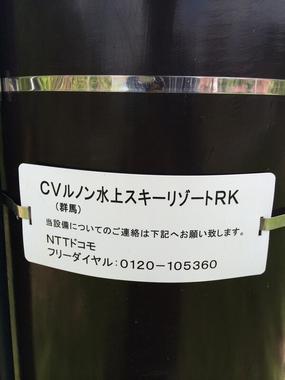 CVルノン水上スキーリゾートRK
(群馬)
当設備についてのご連絡は下記へお願い致します。
NTTドコモ
フリーダイヤル:0120-105360